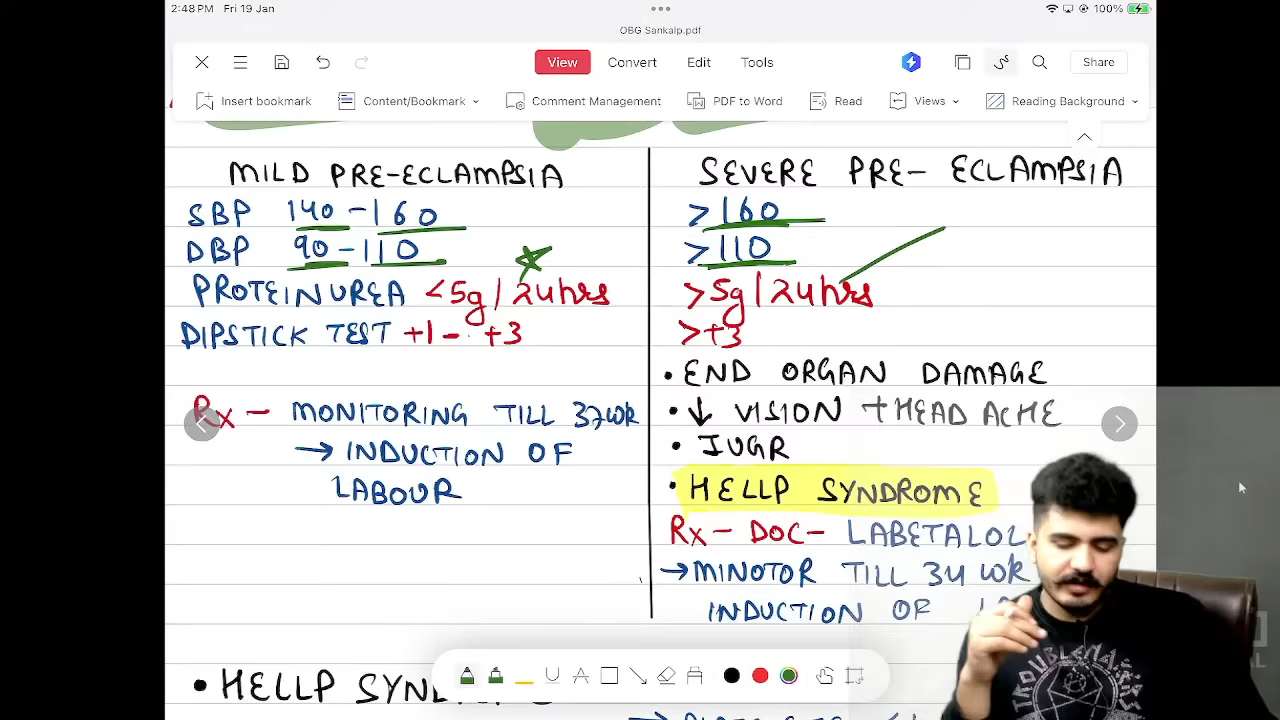 2:48 PM Fri 19 Jan
100%
OBG Sankalp.pdf
View Convert Edit Tools Share
Insert bookmark Content/Bookmark Comment Management PDF to Word Read Views Reading Background
MILD PRE-ECLAMPSIA
SBP 140-160
DBP 90-110
PROTEINUREA <5g/24hrs
DIPSTICK TEST +1 - +3
Rx - MONITORING TILL 37WK
→ INDUCTION OF
LABOUR
SEVERE PRE-ECLAMPSIA
>160
>110
>5g/24hrs
>+3
• END ORGAN DAMAGE
• ↓ VISION + HEAD ACHE
• IUGR
• HELLP SYNDROME
Rx - DOC - LABETALOL
→ MINOTOR TILL 34 WK
INDUCTION OF
• HELLP